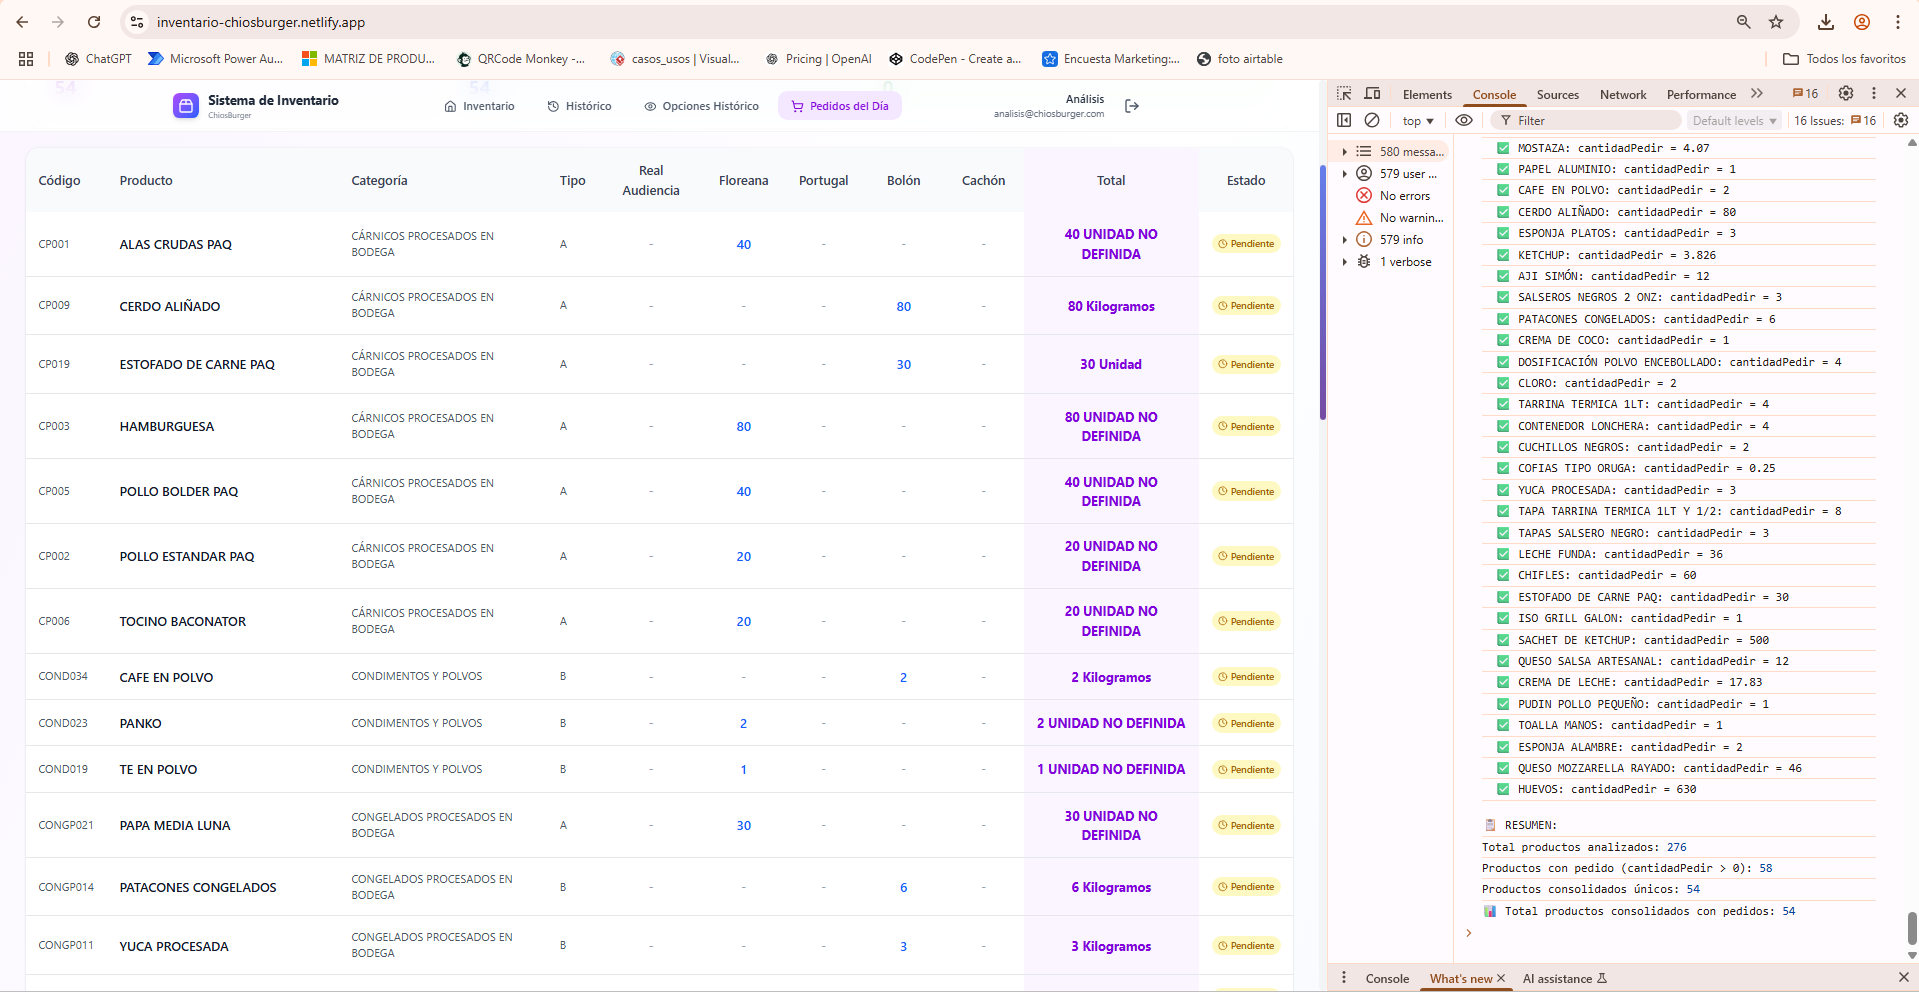 inventario-chiosburger.netlify.app
ChatGPT
Microsoft Power Au...
MATRIZ DE PRODU...
QRCode Monkey -...
casos_usos | Visual...
Pricing | OpenAI
CodePen - Create a...
Encuesta Marketing:...
foto airtable
Todos los favoritos
54
54
0
Sistema de Inventario
ChiosBurger
Inventario
Histórico
Opciones Histórico
Pedidos del Día
Análisis
analisis@chiosburger.com
Código Producto Categoría Tipo Real Audiencia Floreana Portugal Bolón Cachón Total Estado
CP001 ALAS CRUDAS PAQ CÁRNICOS PROCESADOS EN BODEGA A - 40 - - - 40 UNIDAD NO DEFINIDA Pendiente
CP009 CERDO ALIÑADO CÁRNICOS PROCESADOS EN BODEGA A - - - 80 - 80 Kilogramos Pendiente
CP019 ESTOFADO DE CARNE PAQ CÁRNICOS PROCESADOS EN BODEGA A - - - 30 - 30 Unidad Pendiente
CP003 HAMBURGUESA CÁRNICOS PROCESADOS EN BODEGA A - 80 - - - 80 UNIDAD NO DEFINIDA Pendiente
CP005 POLLO BOLDER PAQ CÁRNICOS PROCESADOS EN BODEGA A - 40 - - - 40 UNIDAD NO DEFINIDA Pendiente
CP002 POLLO ESTANDAR PAQ CÁRNICOS PROCESADOS EN BODEGA A - 20 - - - 20 UNIDAD NO DEFINIDA Pendiente
CP006 TOCINO BACONATOR CÁRNICOS PROCESADOS EN BODEGA A - 20 - - - 20 UNIDAD NO DEFINIDA Pendiente
COND034 CAFE EN POLVO CONDIMENTOS Y POLVOS B - - - 2 - 2 Kilogramos Pendiente
COND023 PANKO CONDIMENTOS Y POLVOS B - 2 - - - 2 UNIDAD NO DEFINIDA Pendiente
COND019 TE EN POLVO CONDIMENTOS Y POLVOS B - 1 - - - 1 UNIDAD NO DEFINIDA Pendiente
CONGP021 PAPA MEDIA LUNA CONGELADOS PROCESADOS EN BODEGA A - 30 - - - 30 UNIDAD NO DEFINIDA Pendiente
CONGP014 PATACONES CONGELADOS CONGELADOS PROCESADOS EN BODEGA B - - - 6 - 6 Kilogramos Pendiente
CONGP011 YUCA PROCESADA CONGELADOS PROCESADOS EN BODEGA B - - - 3 - 3 Kilogramos Pendiente
Elements Console Sources Network Performance 16
top Filter Default levels 16 Issues: 16
580 messa...
579 user ...
No errors
No warnin...
579 info
1 verbose
MOSTAZA: cantidadPedir = 4.07
PAPEL ALUMINIO: cantidadPedir = 1
CAFE EN POLVO: cantidadPedir = 2
CERDO ALIÑADO: cantidadPedir = 80
ESPONJA PLATOS: cantidadPedir = 3
KETCHUP: cantidadPedir = 3.826
AJI SIMÓN: cantidadPedir = 12
SALSEROS NEGROS 2 ONZ: cantidadPedir = 3
PATACONES CONGELADOS: cantidadPedir = 6
CREMA DE COCO: cantidadPedir = 1
DOSIFICACIÓN POLVO ENCEBOLLADO: cantidadPedir = 4
CLORO: cantidadPedir = 2
TARRINA TERMICA 1LT: cantidadPedir = 4
CONTENEDOR LONCHERA: cantidadPedir = 4
CUCHILLOS NEGROS: cantidadPedir = 2
COFIAS TIPO ORUGA: cantidadPedir = 0.25
YUCA PROCESADA: cantidadPedir = 3
TAPA TARRINA TERMICA 1LT Y 1/2: cantidadPedir = 8
TAPAS SALSERO NEGRO: cantidadPedir = 3
LECHE FUNDA: cantidadPedir = 36
CHIFLES: cantidadPedir = 60
ESTOFADO DE CARNE PAQ: cantidadPedir = 30
ISO GRILL GALON: cantidadPedir = 1
SACHET DE KETCHUP: cantidadPedir = 500
QUESO SALSA ARTESANAL: cantidadPedir = 12
CREMA DE LECHE: cantidadPedir = 17.83
PUDIN POLLO PEQUEÑO: cantidadPedir = 1
TOALLA MANOS: cantidadPedir = 1
ESPONJA ALAMBRE: cantidadPedir = 2
QUESO MOZZARELLA RAYADO: cantidadPedir = 46
HUEVOS: cantidadPedir = 630
RESUMEN:
Total productos analizados: 276
Productos con pedido (cantidadPedir > 0): 58
Productos consolidados únicos: 54
Total productos consolidados con pedidos: 54
Console What's new AI assistance